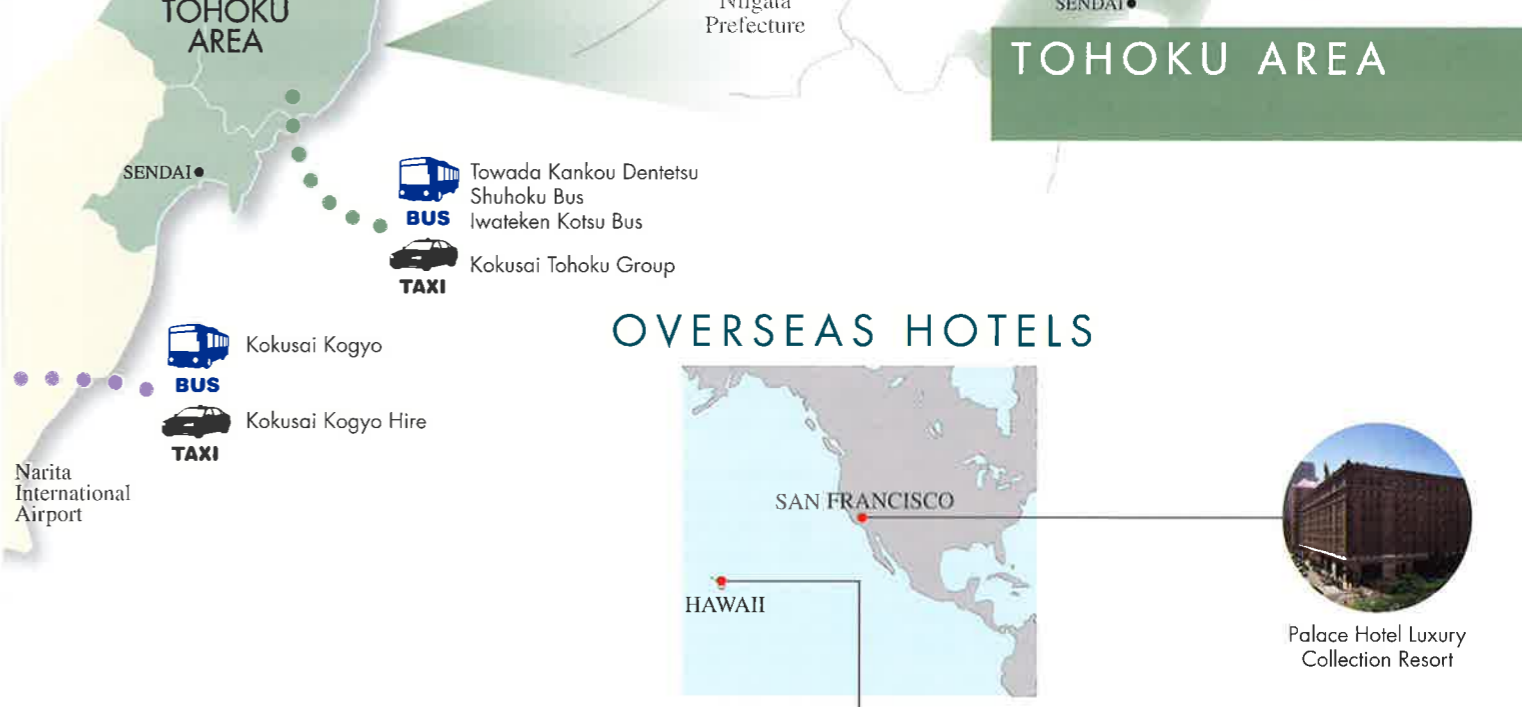 TOHOKU
AREA
Niigata
Prefecture
SENDAI
TOHOKU AREA
SENDAI
BUS
Towada Kankou Dentetsu
Shuhoku Bus
Iwateken Kotsu Bus
TAXI
Kokusai Tohoku Group
OVERSEAS HOTELS
BUS
Kokusai Kogyo
TAXI
Kokusai Kogyo Hire
Narita
International
Airport
SAN FRANCISCO
HAWAII
Palace Hotel Luxury
Collection Resort